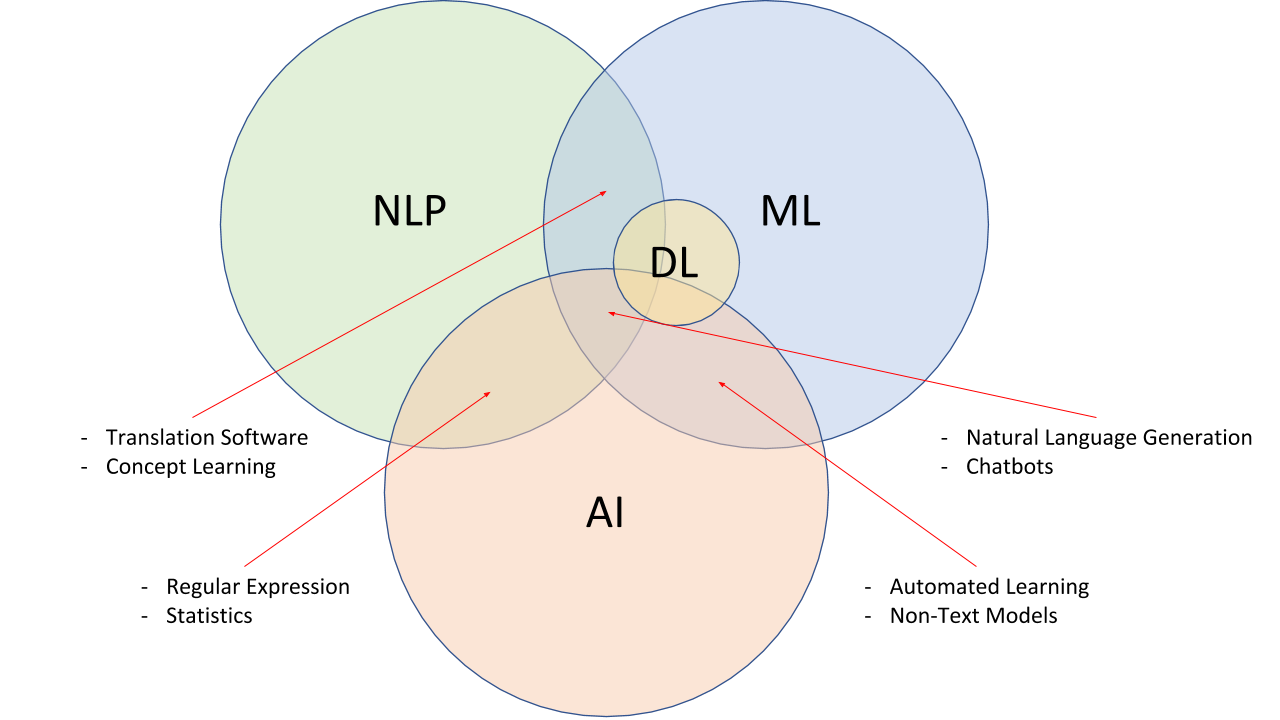 NLP
ML
DL
- Translation Software
- Concept Learning
- Natural Language Generation
- Chatbots
AI
- Regular Expression
- Statistics
- Automated Learning
- Non-Text Models